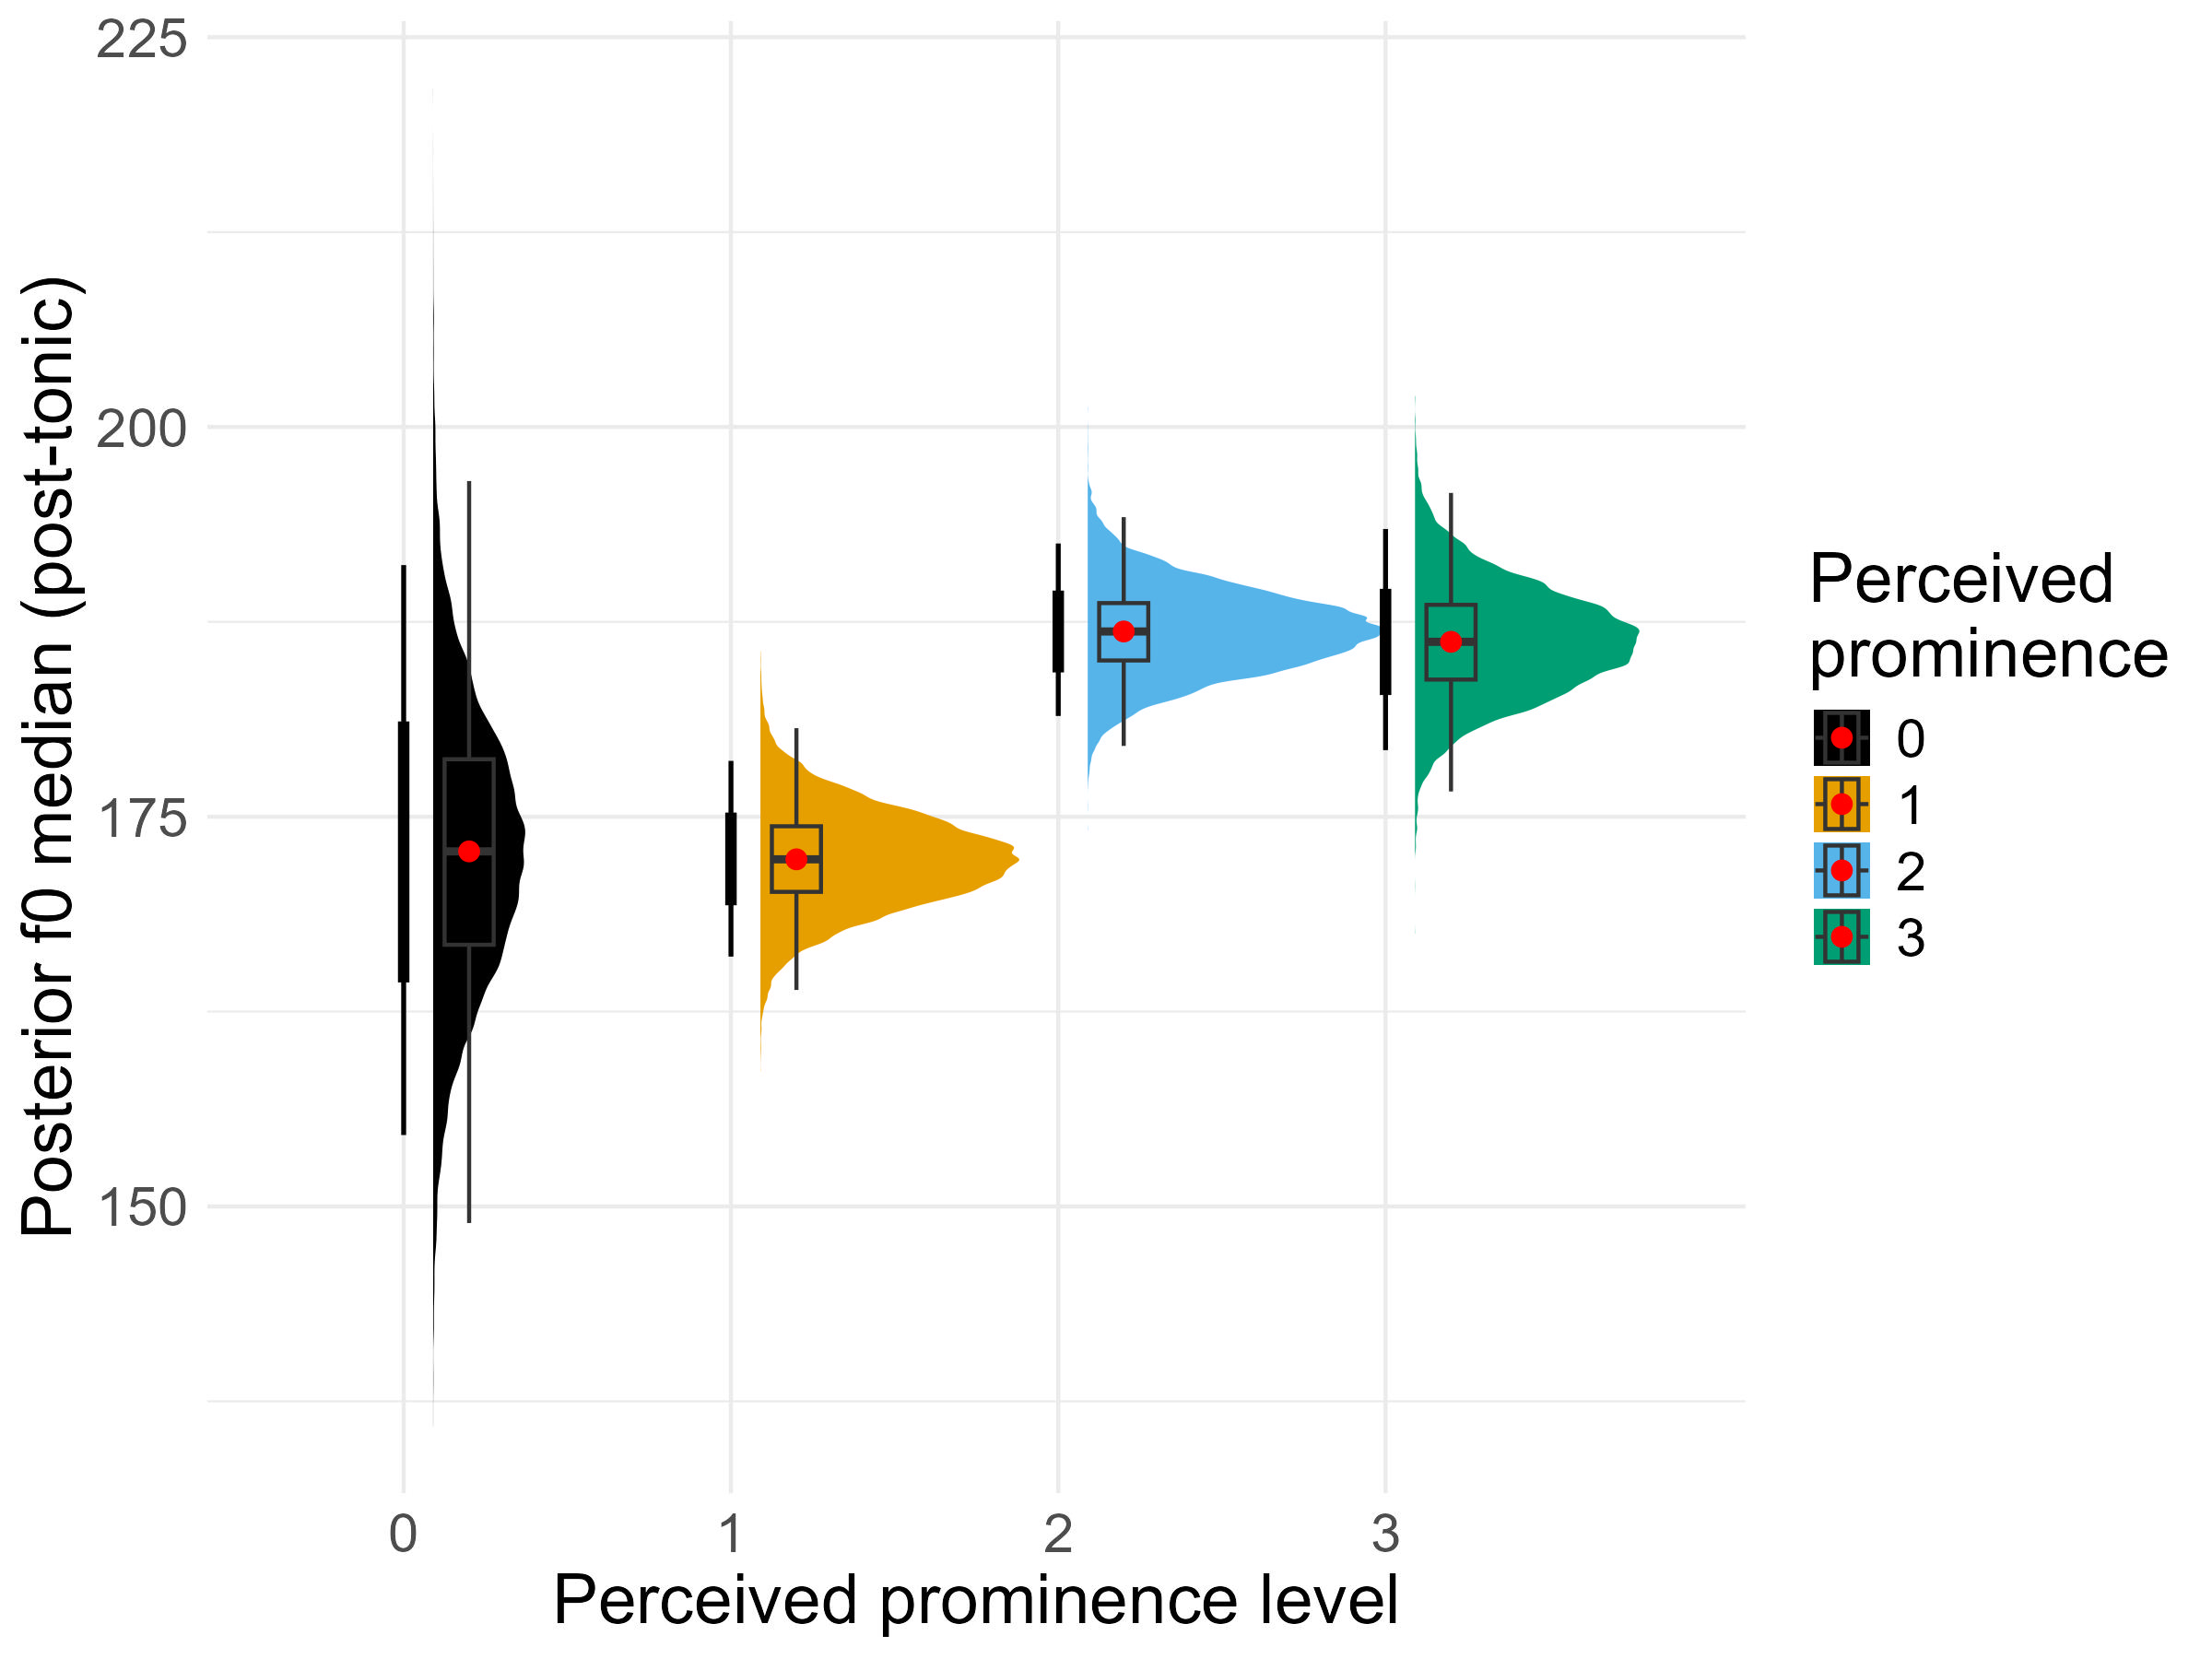 Posterior f0 median (post-tonic)
225
200
175
150
0 1 2 3
Perceived prominence level
Perceived
prominence
0
1
2
3